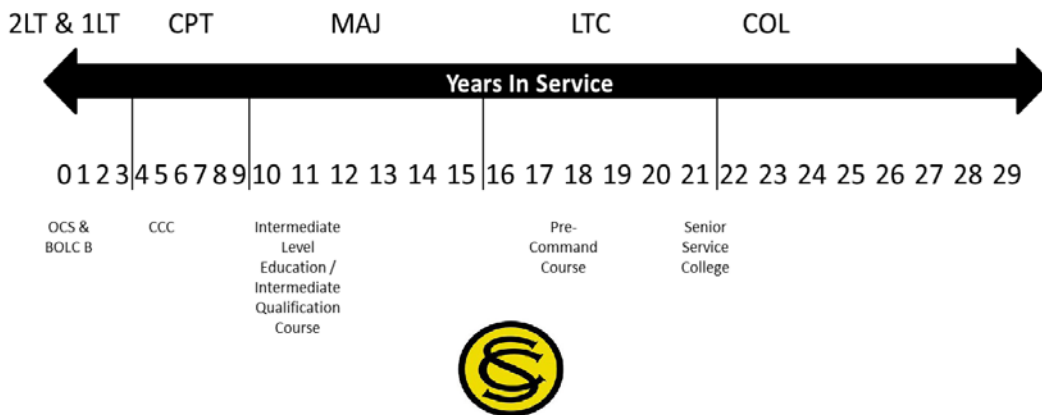 2LT & 1LT CPT MAJ LTC COL
Years In Service
0 1 2 3 4 5 6 7 8 9 10 11 12 13 14 15 16 17 18 19 20 21 22 23 24 25 26 27 28 29
OCS &
BOLC B
CCC
Intermediate
Level
Education /
Intermediate
Qualification
Course
Pre-
Command
Course
Senior
Service
College
OCS